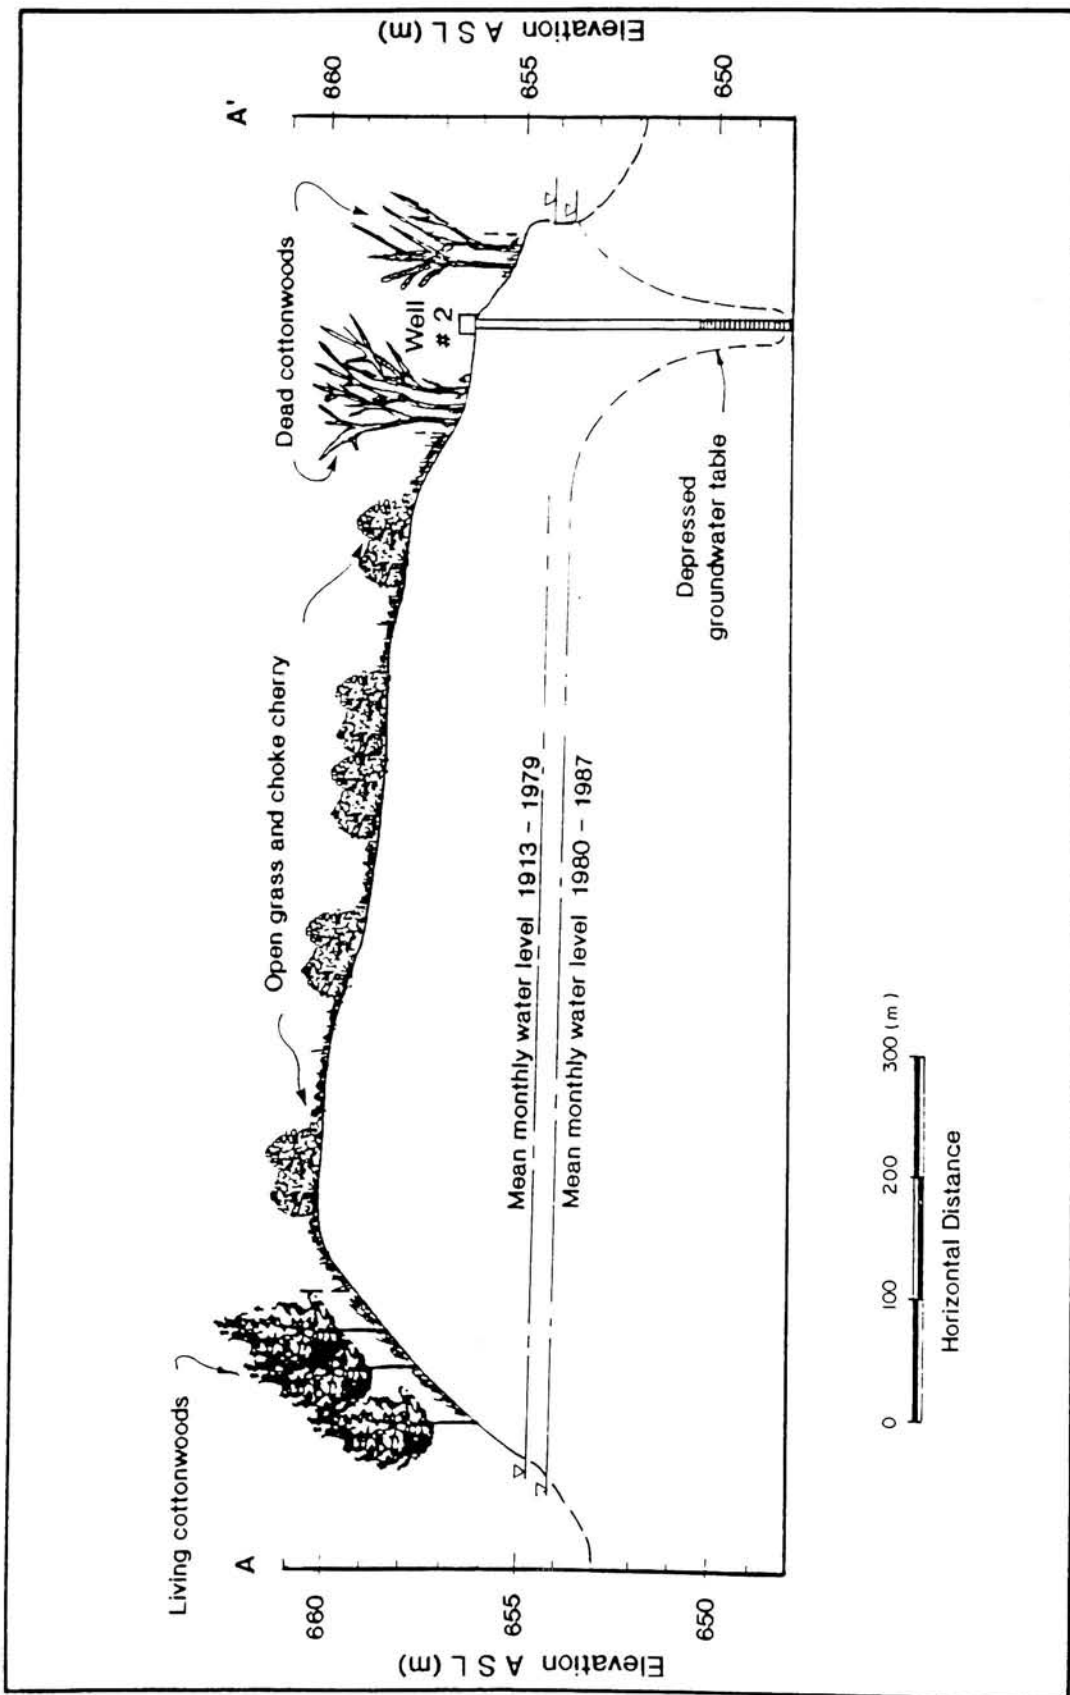 Living cottonwoods
Open grass and choke cherry
Dead cottonwoods
A
A'
Elevation A S L (m)
660
655
650
Elevation A S L (m)
660
655
650
Well
# 2
Mean monthly water level 1913 - 1979
Mean monthly water level 1980 - 1987
Depressed
groundwater table
0
100
200
300 (m)
Horizontal Distance